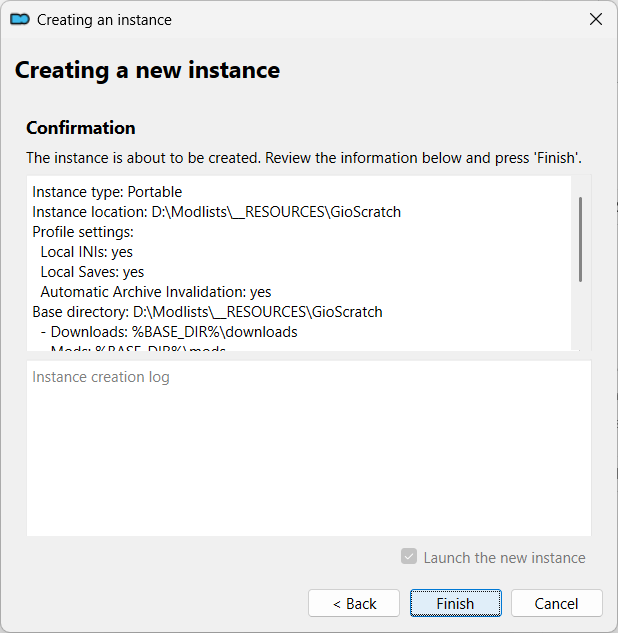 Creating an instance
Creating a new instance
Confirmation
The instance is about to be created. Review the information below and press 'Finish'.
Instance type: Portable
Instance location: D:\Modlists\__RESOURCES\GioScratch
Profile settings:
Local INIs: yes
Local Saves: yes
Automatic Archive Invalidation: yes
Base directory: D:\Modlists\__RESOURCES\GioScratch
- Downloads: %BASE_DIR%\downloads
- Mods: %BASE_DIR%\mods
Instance creation log
Launch the new instance
< Back
Finish
Cancel